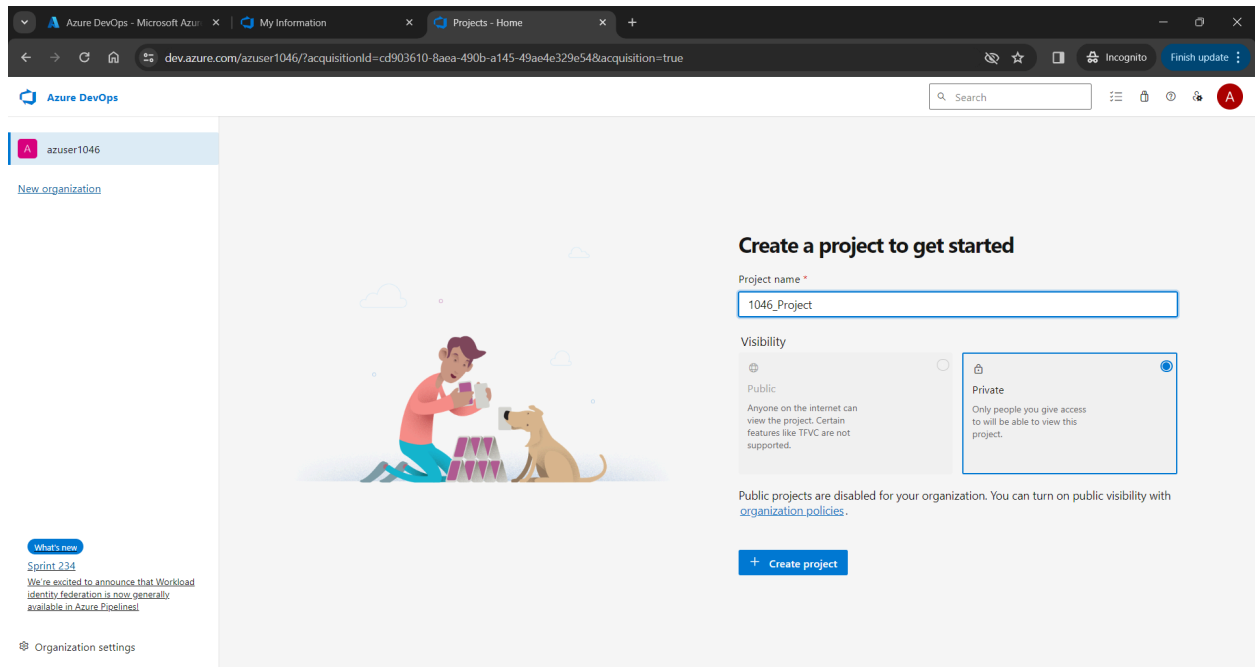 Azure DevOps - Microsoft Azur
My Information
Projects - Home
dev.azure.com/azuser1046/?acquisitionId=cd903610-8aea-490b-a145-49ae4e329e54&acquisition=true
Incognito
Finish update
Azure DevOps
Search
A
A
azuser1046
New organization
Create a project to get started
Project name *
1046_Project
Visibility
Public
Anyone on the internet can
view the project. Certain
features like TFVC are not
supported.
Private
Only people you give access
to will be able to view this
project.
Public projects are disabled for your organization. You can turn on public visibility with
organization policies.
+ Create project
What's new
Sprint 234
We're excited to announce that Workload
identity federation is now generally
available in Azure Pipelines!
Organization settings